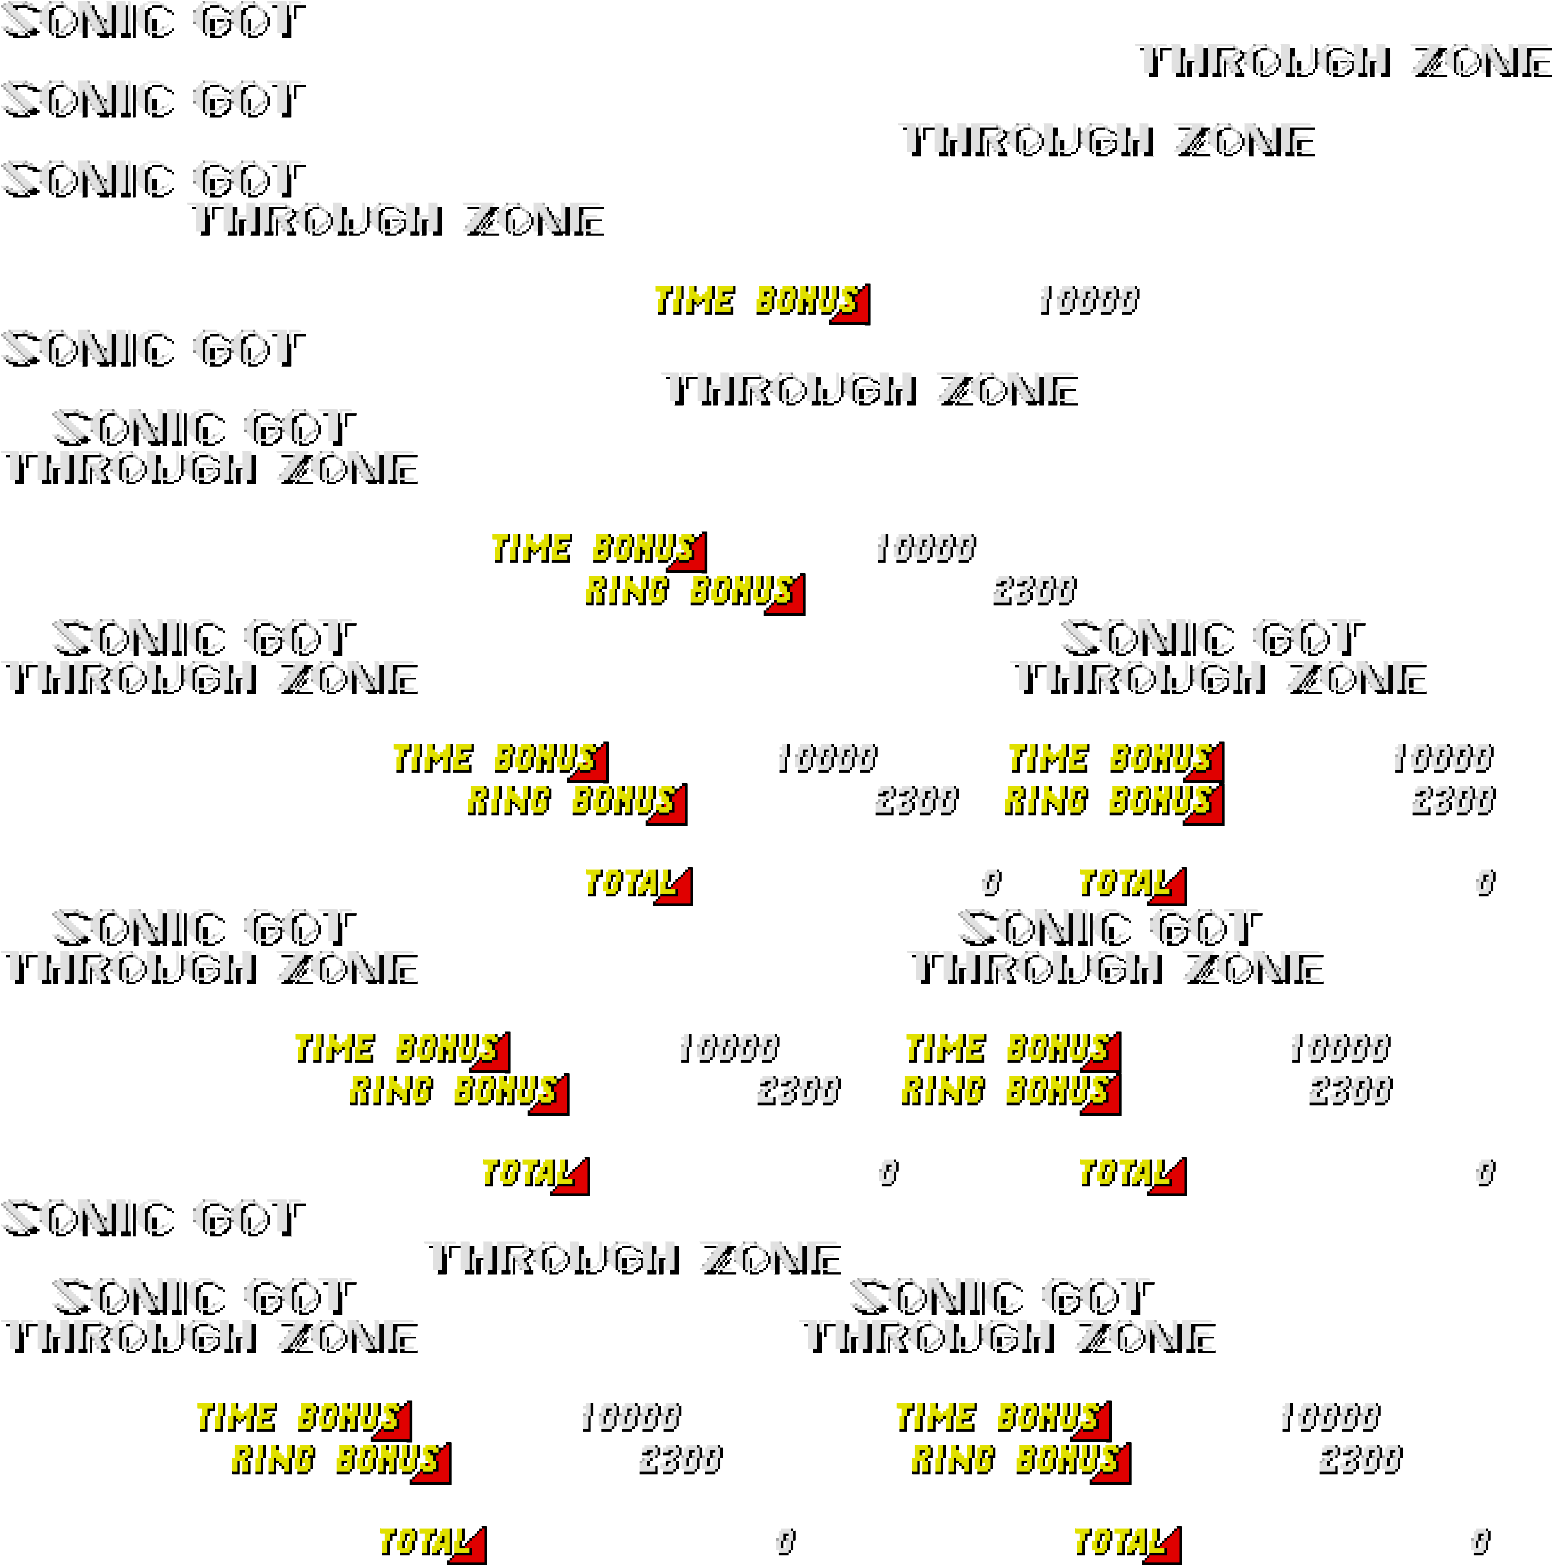 SONIC GOT
THROUGH ZONE
SONIC GOT
THROUGH ZONE
SONIC GOT
THROUGH ZONE
TIME BONUS 10000
SONIC GOT
THROUGH ZONE
SONIC GOT
THROUGH ZONE
TIME BONUS 10000
RING BONUS 2300
SONIC GOT SONIC GOT
THROUGH ZONE THROUGH ZONE
TIME BONUS 10000 TIME BONUS 10000
RING BONUS 2300 RING BONUS 2300
TOTAL 0 TOTAL 0
SONIC GOT SONIC GOT
THROUGH ZONE THROUGH ZONE
TIME BONUS 10000 TIME BONUS 10000
RING BONUS 2300 RING BONUS 2300
TOTAL 0 TOTAL 0
SONIC GOT
THROUGH ZONE
SONIC GOT SONIC GOT
THROUGH ZONE THROUGH ZONE
TIME BONUS 10000 TIME BONUS 10000
RING BONUS 2300 RING BONUS 2300
TOTAL 0 TOTAL 0